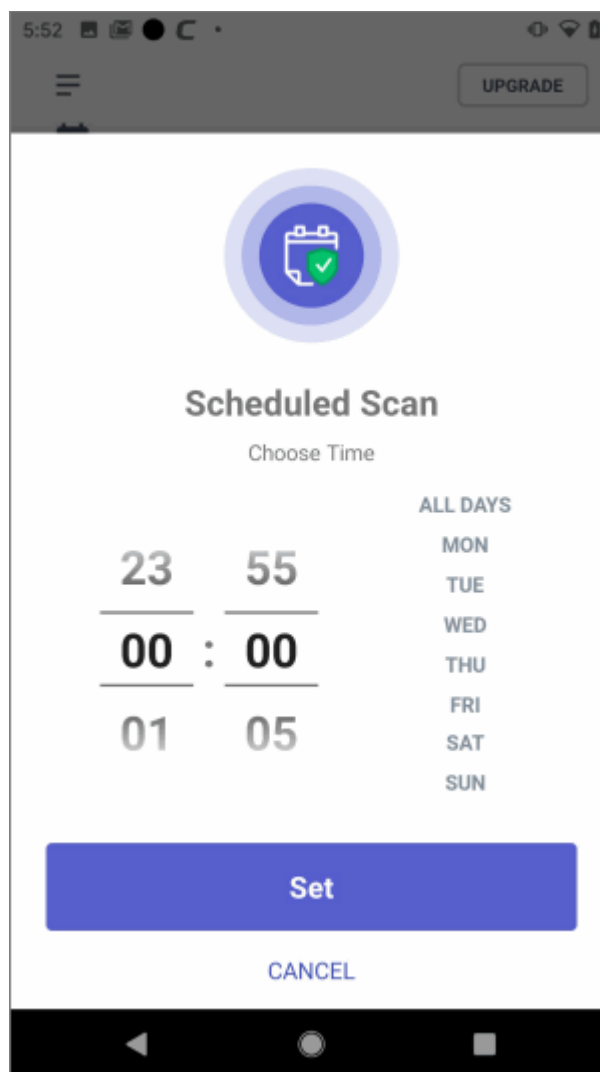 5:52
UPGRADE
Scheduled Scan
Choose Time
ALL DAYS
MON
TUE
WED
THU
FRI
SAT
SUN
23 55
00 : 00
01 05
Set
CANCEL